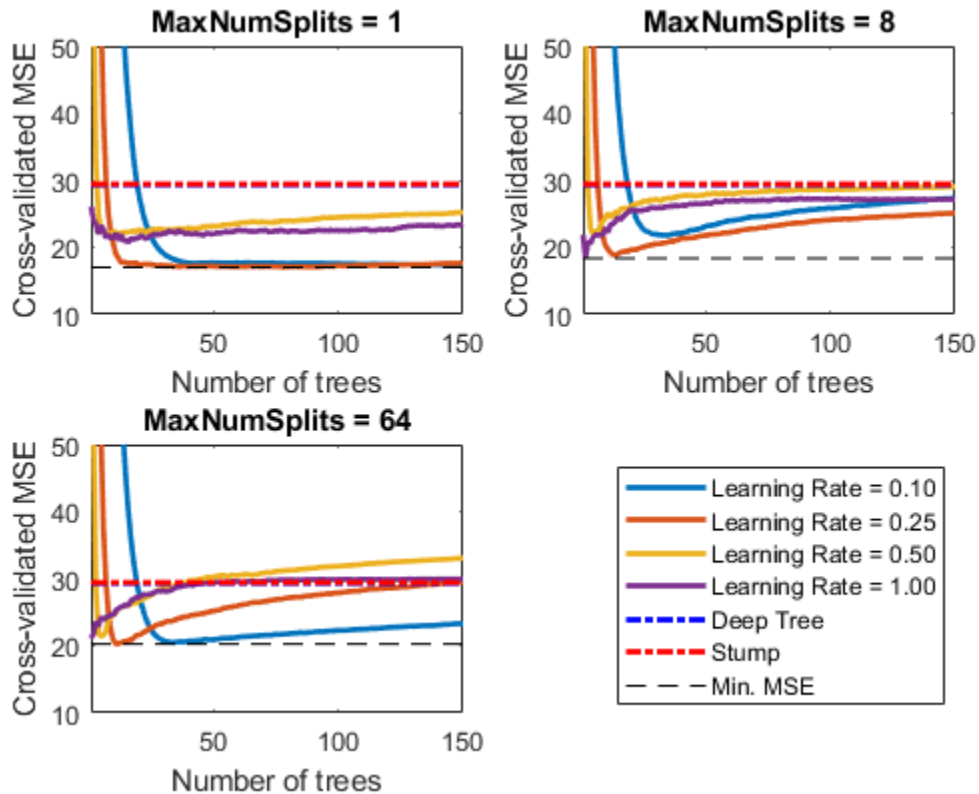 MaxNumSplits = 1
50
40
30
20
10
Cross-validated MSE
50
100
150
Number of trees
MaxNumSplits = 8
50
40
30
20
10
Cross-validated MSE
50
100
150
Number of trees
MaxNumSplits = 64
50
40
30
20
10
Cross-validated MSE
50
100
150
Number of trees
Learning Rate = 0.10
Learning Rate = 0.25
Learning Rate = 0.50
Learning Rate = 1.00
Deep Tree
Stump
Min. MSE